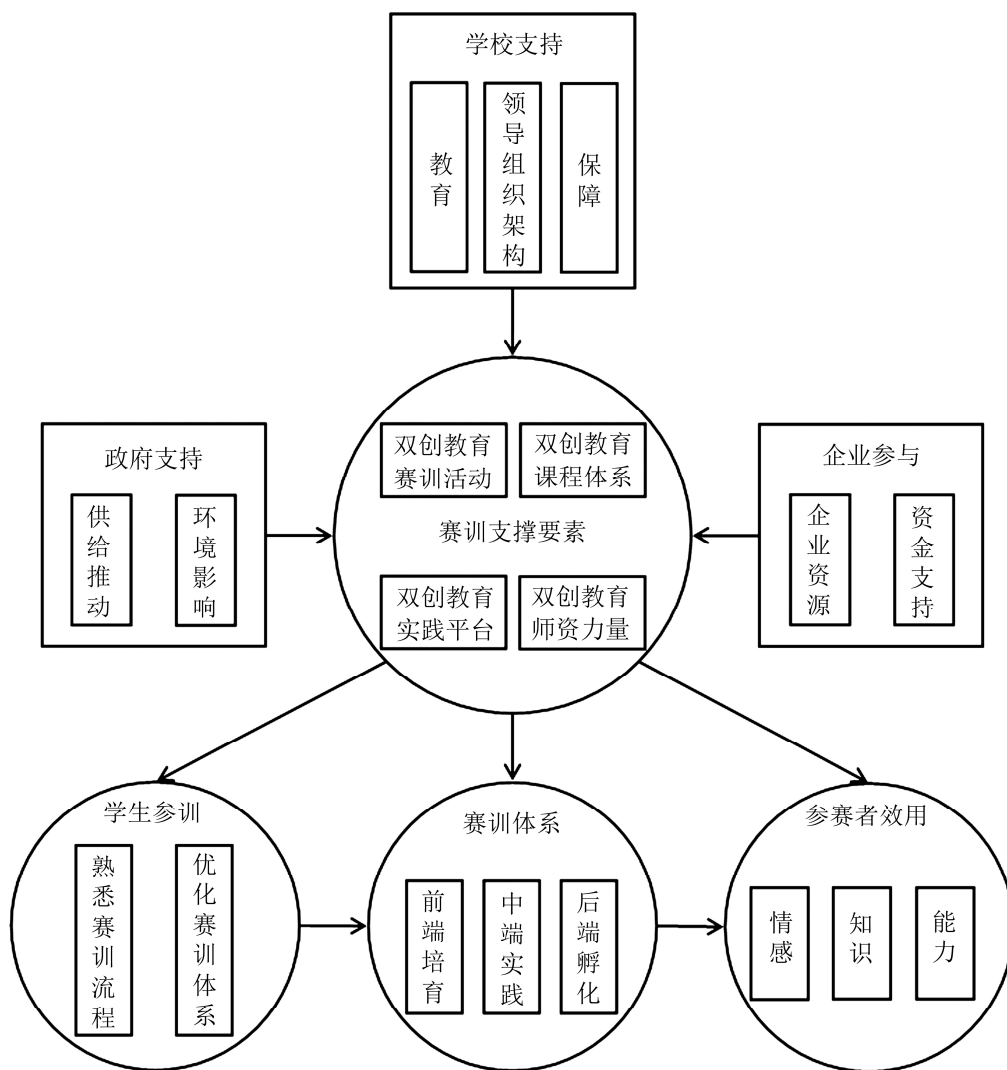 学校支持
教育
领导组织架构
保障
双创教育
赛训活动
双创教育
课程体系
赛训支撑要素
双创教育
实践平台
双创教育
师资力量
政府支持
供给推动
环境影响
企业参与
企业资源
资金支持
学生参训
熟悉赛训流程
优化赛训体系
赛训体系
前端培育
中端实践
后端孵化
参赛者效用
情感
知识
能力